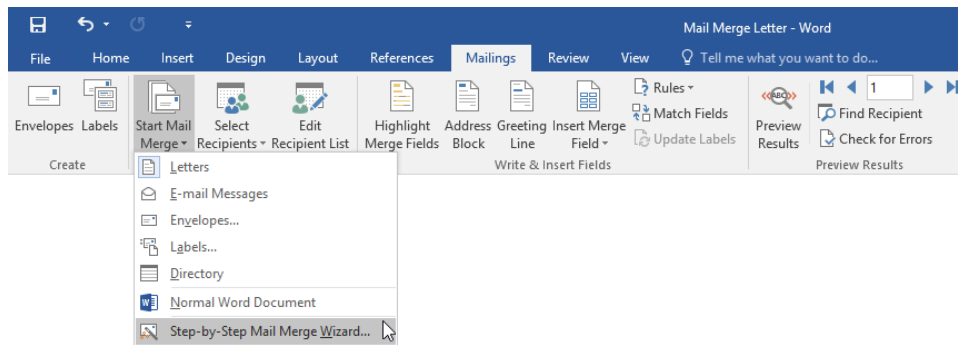 Mail Merge Letter - Word
File Home Insert Design Layout References Mailings Review View Tell me what you want to do...
Envelopes Labels Start Mail Merge Select Recipients Edit Recipient List Highlight Merge Fields Address Block Greeting Line Insert Merge Field Rules Match Fields Update Labels «ABC» Preview Results 1 Find Recipient Check for Errors
Create Write & Insert Fields Preview Results
Letters
E-mail Messages
Envelopes...
Labels...
Directory
Normal Word Document
Step-by-Step Mail Merge Wizard...